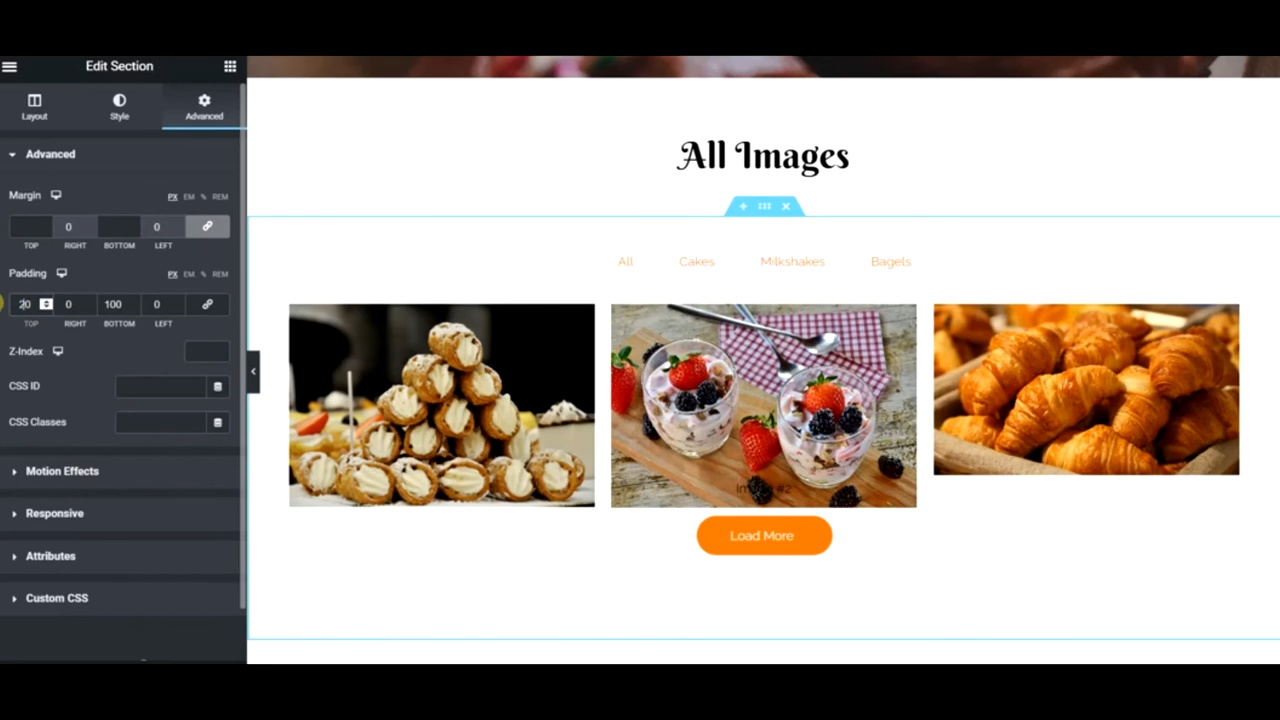 Edit Section
Layout Style Advanced
Advanced
Margin PX EM % REM
0 0
TOP RIGHT BOTTOM LEFT
Padding PX EM % REM
20 0 100 0
TOP RIGHT BOTTOM LEFT
Z-Index
CSS ID
CSS Classes
Motion Effects
Responsive
Attributes
Custom CSS
All Images
All Cakes Milkshakes Bagels
#2
Load More